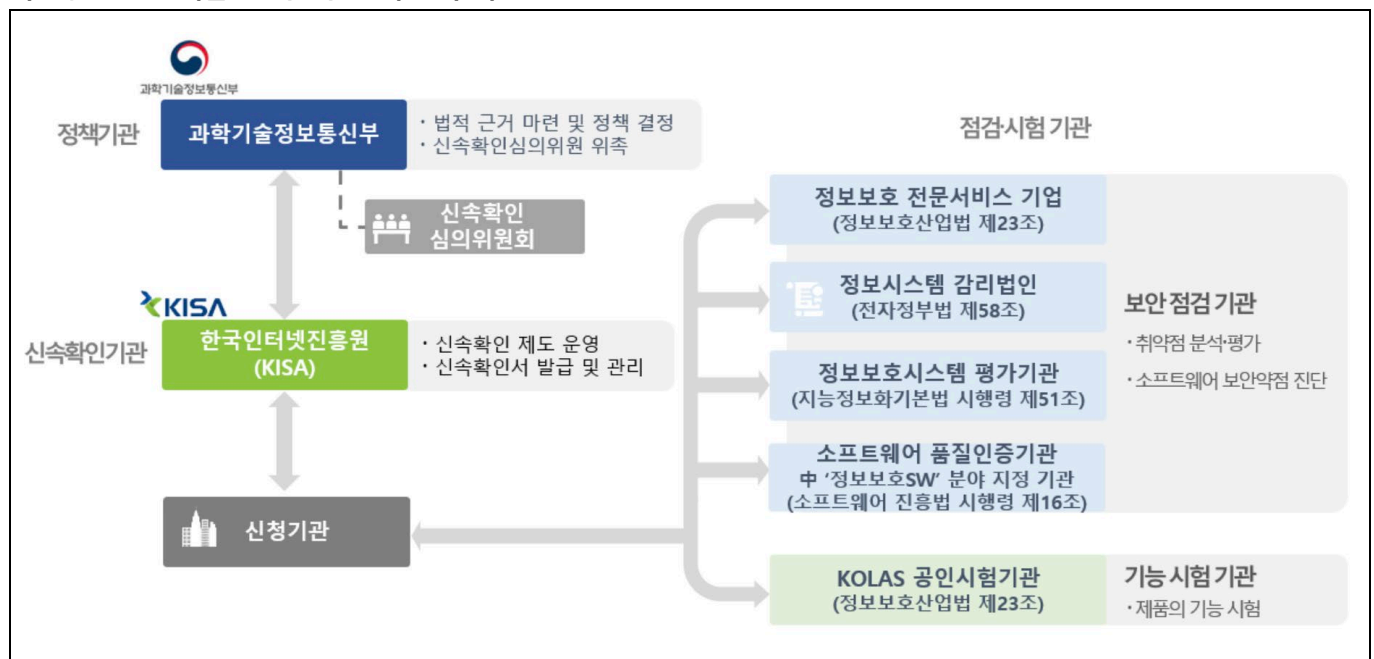 과학기술정보통신부
정책기관
과학기술정보통신부
· 법적 근거 마련 및 정책 결정
· 신속확인심의위원 위촉
신속확인
심의위원회
KISA
신속확인기관
한국인터넷진흥원
(KISA)
· 신속확인 제도 운영
· 신속확인서 발급 및 관리
신청기관
점검·시험 기관
정보보호 전문서비스 기업
(정보보호산업법 제23조)
정보시스템 감리법인
(전자정부법 제58조)
정보보호시스템 평가기관
(지능정보화기본법 시행령 제51조)
소프트웨어 품질인증기관
中 ‘정보보호SW’ 분야 지정 기관
(소프트웨어 진흥법 시행령 제16조)
보안 점검 기관
· 취약점 분석·평가
· 소프트웨어 보안약점 진단
KOLAS 공인시험기관
(정보보호산업법 제23조)
기능 시험 기관
· 제품의 기능 시험